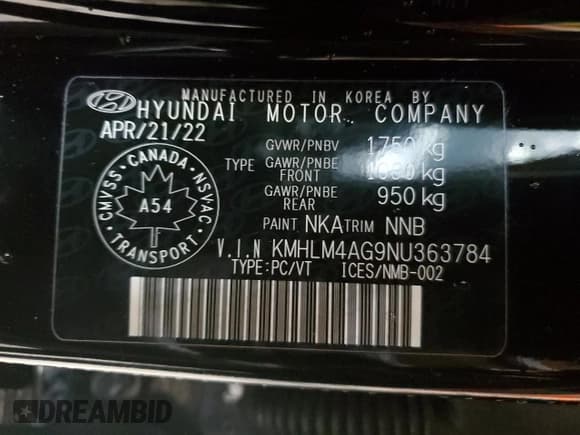 MANUFACTURED IN KOREA BY
HYUNDAI MOTOR COMPANY
APR/21/22
GVWR/PNBV 1750 kg
TYPE GAWR/PNBE FRONT kg
GAWR/PNBE REAR 950 kg
CMVSS · CANADA · NSVAC
A54
TRANSPORT
PAINT NKA TRIM NNB
V.I.N KMHLM4AG9NU363784
TYPE:PC/VT ICES/NMB-002
DREAMBID